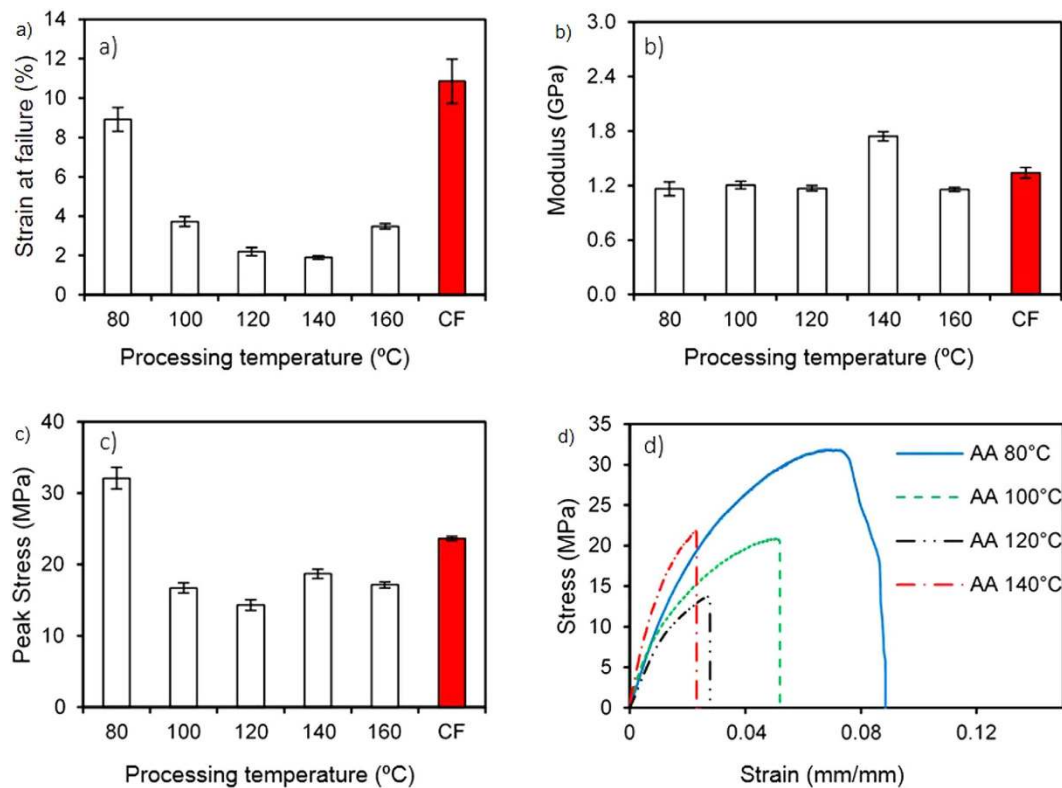 a)
a)
Strain at failure (%)
14
12
10
8
6
4
2
0
80 100 120 140 160 CF
Processing temperature (ºC)
b)
b)
Modulus (GPa)
3.0
2.4
1.8
1.2
0.6
0.0
80 100 120 140 160 CF
Processing temperature (ºC)
c)
c)
Peak Stress (MPa)
40
30
20
10
0
80 100 120 140 160 CF
Processing temperature (ºC)
d)
d)
Stress (MPa)
35
30
25
20
15
10
5
0
0 0.04 0.08 0.12
Strain (mm/mm)
AA 80°C
AA 100°C
AA 120°C
AA 140°C